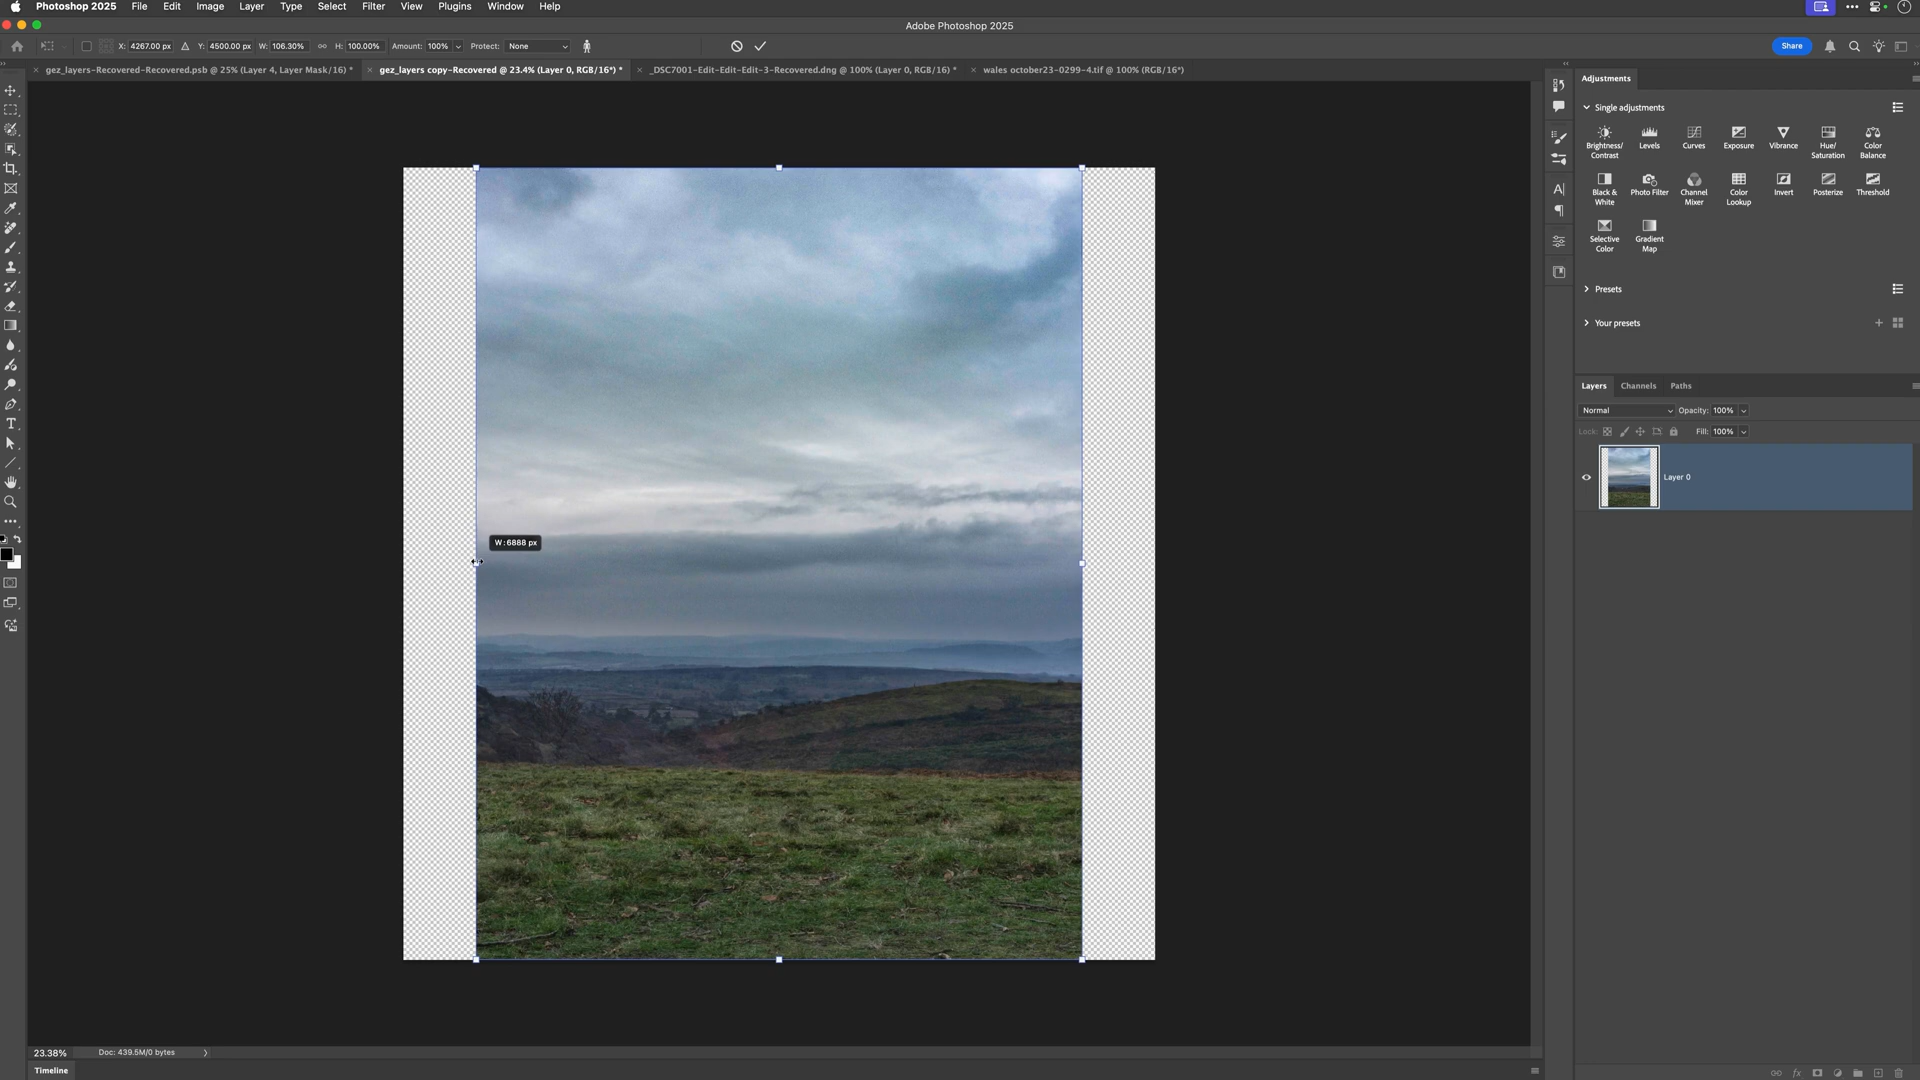 Photoshop 2025 File Edit Image Layer Type Select Filter View Plugins Window Help
Adobe Photoshop 2025
X: 4267.00 px Y: 4500.00 px W: 106.30% H: 100.00% Amount: 100% Protect: None Share
gez_layers-Recovered-Recovered.psb @ 25% (Layer 4, Layer Mask/16) * gez_layers copy-Recovered @ 23.4% (Layer 0, RGB/16*) * _DSC7001-Edit-Edit-Edit-3-Recovered.dng @ 100% (Layer 0, RGB/16*) * wales october23-0299-4.tif @ 100% (RGB/16*)
Adjustments
Single adjustments
Brightness/ Contrast Levels Curves Exposure Vibrance Hue/ Saturation Color Balance
Black & White Photo Filter Channel Mixer Color Lookup Invert Posterize Threshold
Selective Color Gradient Map
Presets
Your presets
Layers Channels Paths
Normal Opacity: 100%
Lock: Fill: 100%
Layer 0
W: 6888 px
23.38% Doc: 439.5M/0 bytes
Timeline